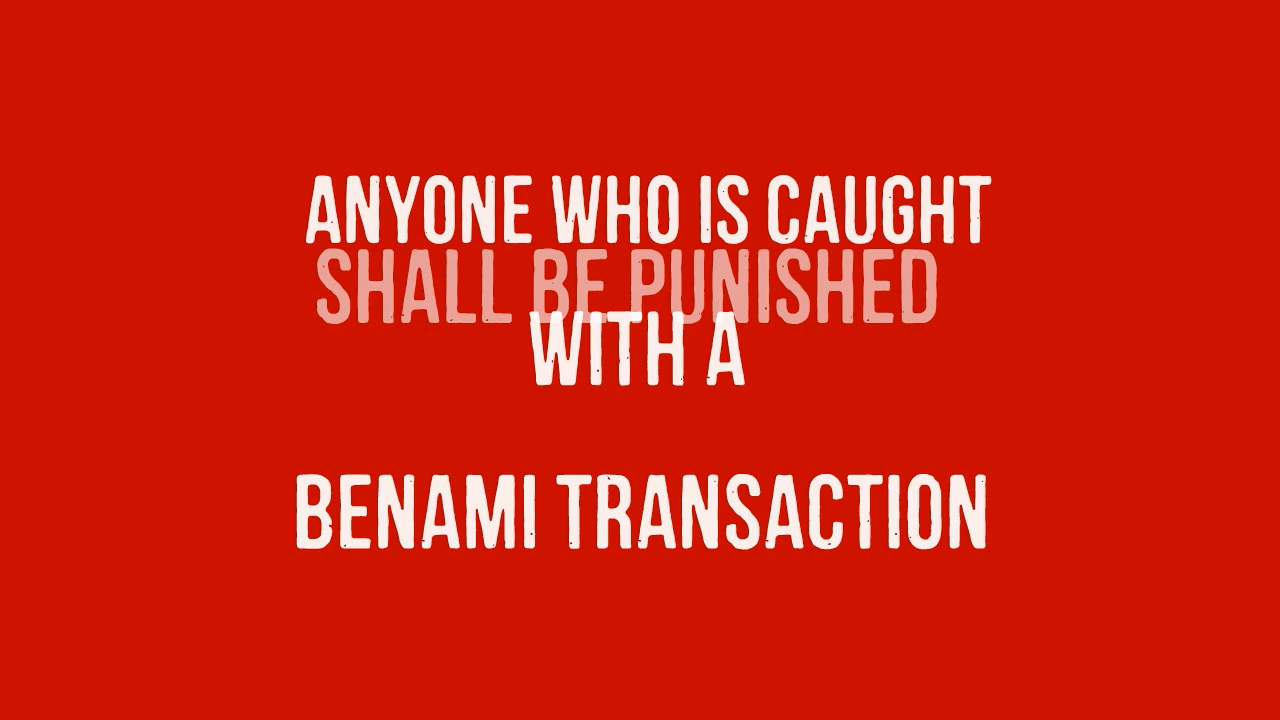 ANYONE WHO IS CAUGHT
SHALL BE PUNISHED
WITH A
BENAMI TRANSACTION